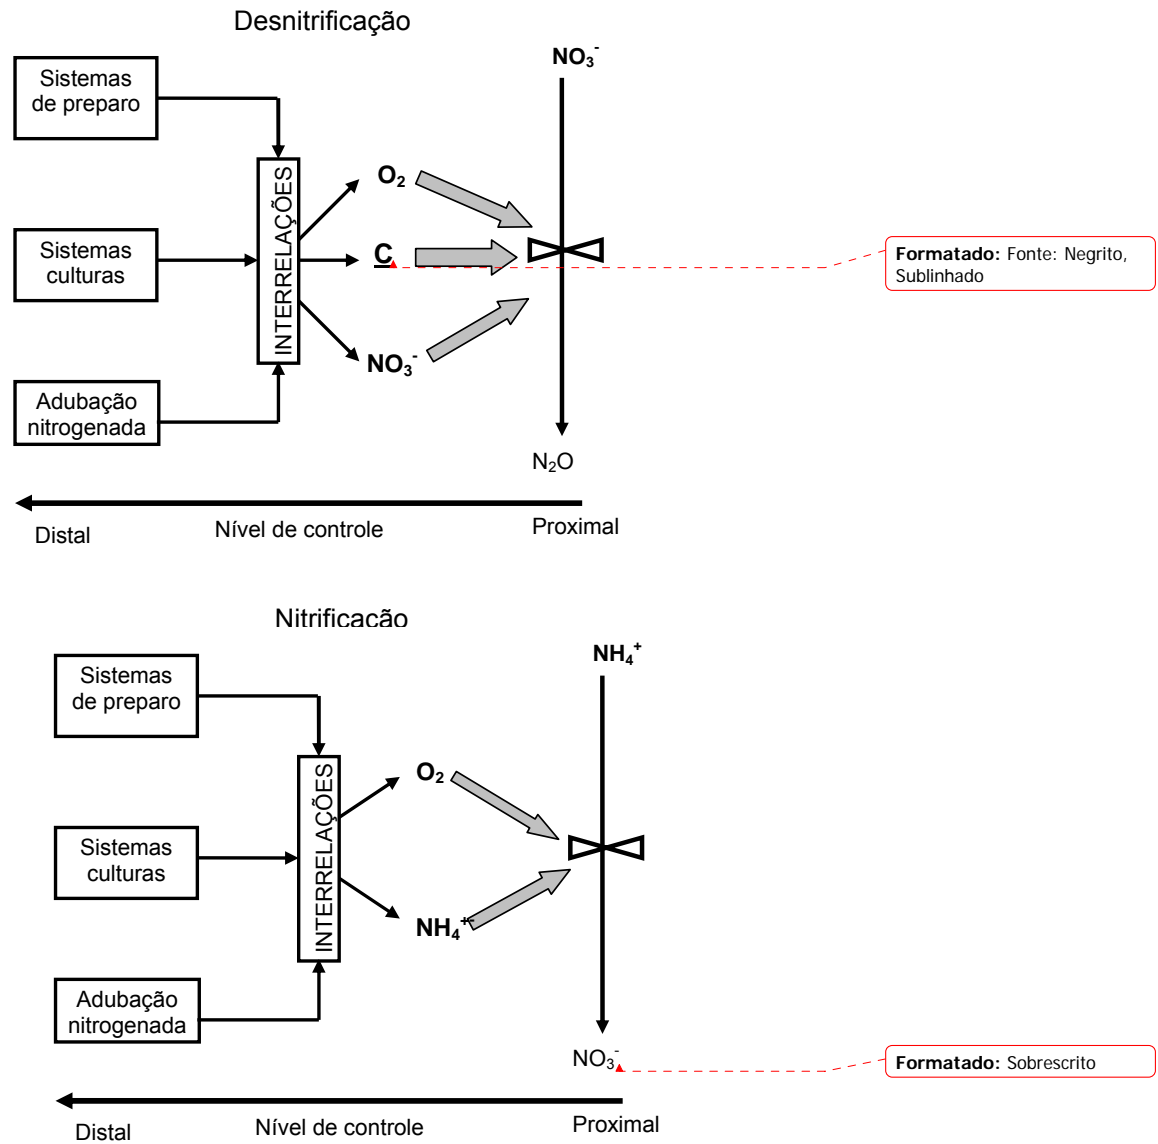 Desnitrificação
NO₃⁻
Sistemas
de preparo
INTERRELAÇÕES
O₂
Sistemas
culturas
C
Formatado: Fonte: Negrito,
Sublinhado
NO₃⁻
Adubação
nitrogenada
N₂O
Distal
Nível de controle
Proximal
Nitrificação
NH₄⁺
Sistemas
de preparo
INTERRELAÇÕES
O₂
Sistemas
culturas
NH₄⁺
Adubação
nitrogenada
NO₃⁻
Formatado: Sobrescrito
Distal
Nível de controle
Proximal